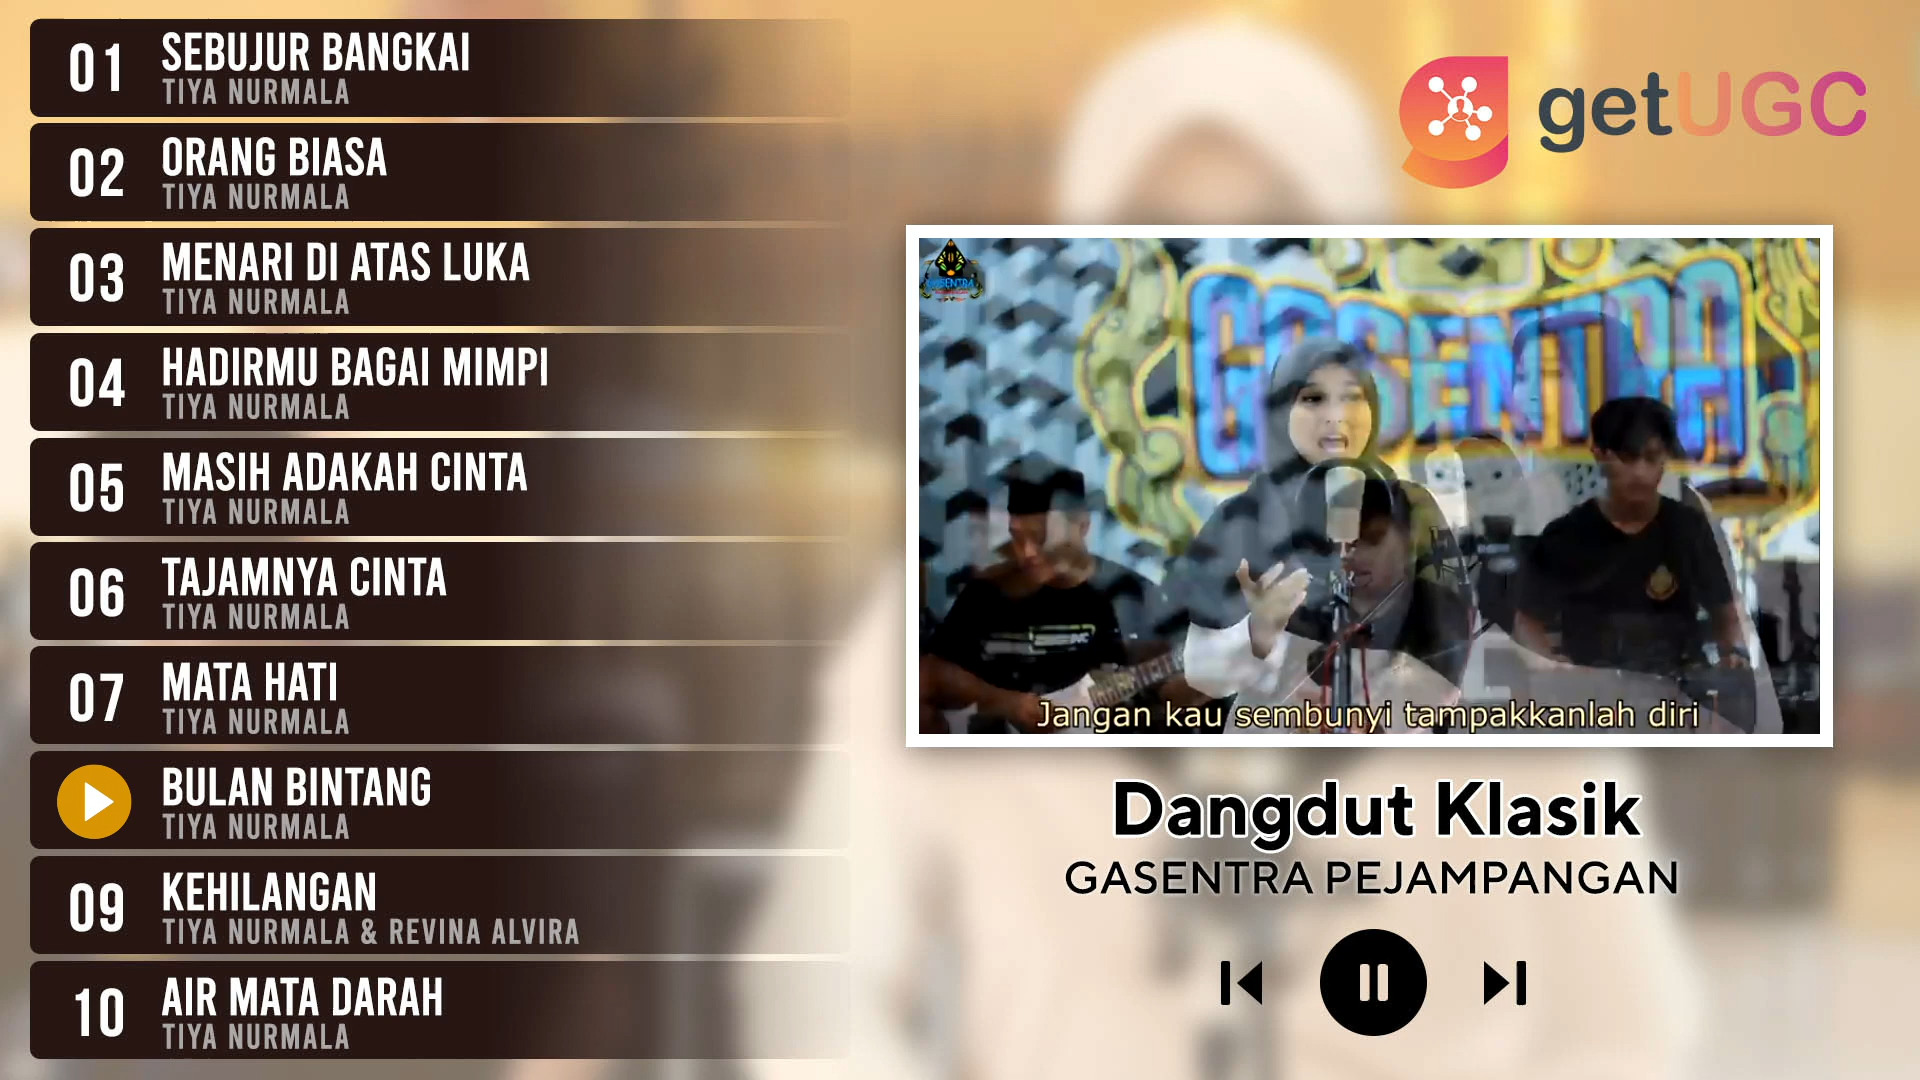 01
SEBUJUR BANGKAI
TIYA NURMALA
02
ORANG BIASA
TIYA NURMALA
03
MENARI DI ATAS LUKA
TIYA NURMALA
04
HADIRMU BAGAI MIMPI
TIYA NURMALA
05
MASIH ADAKAH CINTA
TIYA NURMALA
06
TAJAMNYA CINTA
TIYA NURMALA
07
MATA HATI
TIYA NURMALA
BULAN BINTANG
TIYA NURMALA
09
KEHILANGAN
TIYA NURMALA & REVINA ALVIRA
10
AIR MATA DARAH
TIYA NURMALA
getUGC
GASENTRA
GASENTRA
Jangan kau sembunyi tampakkanlah diri
Dangdut Klasik
GASENTRA PEJAMPANGAN